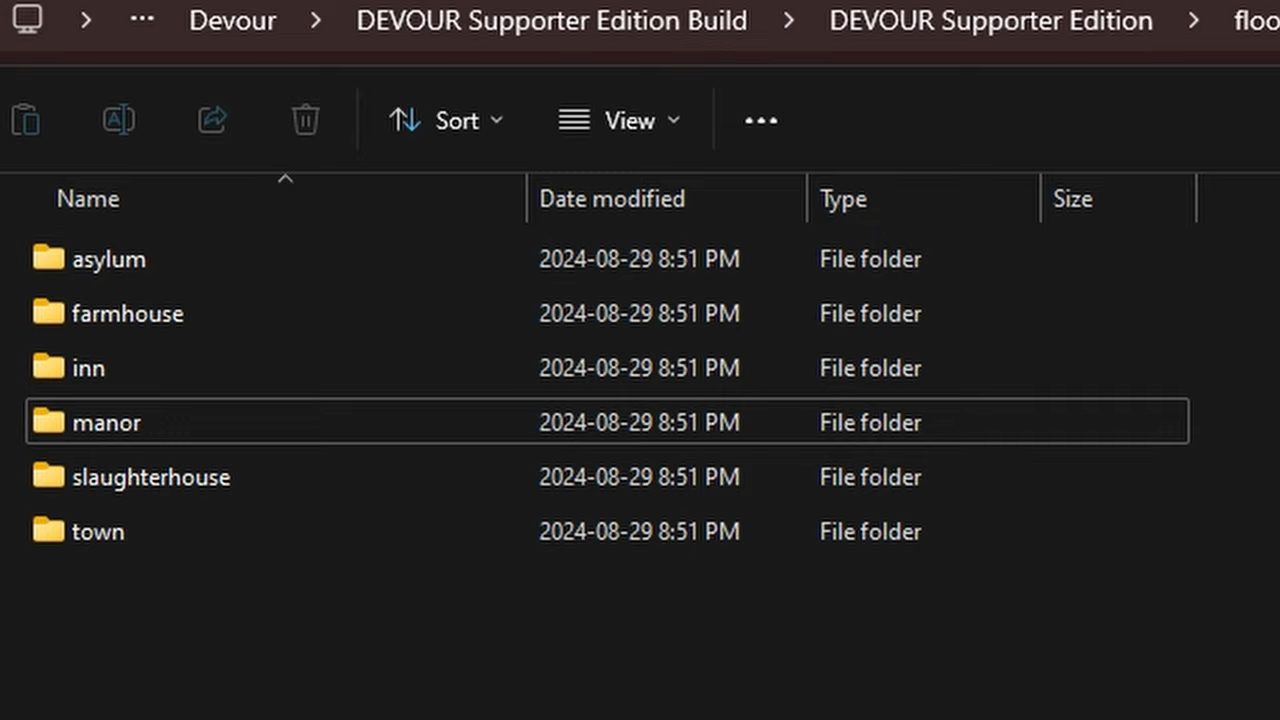 Devour > DEVOUR Supporter Edition Build > DEVOUR Supporter Edition >
Sort View
Name Date modified Type Size
asylum 2024-08-29 8:51 PM File folder
farmhouse 2024-08-29 8:51 PM File folder
inn 2024-08-29 8:51 PM File folder
manor 2024-08-29 8:51 PM File folder
slaughterhouse 2024-08-29 8:51 PM File folder
town 2024-08-29 8:51 PM File folder